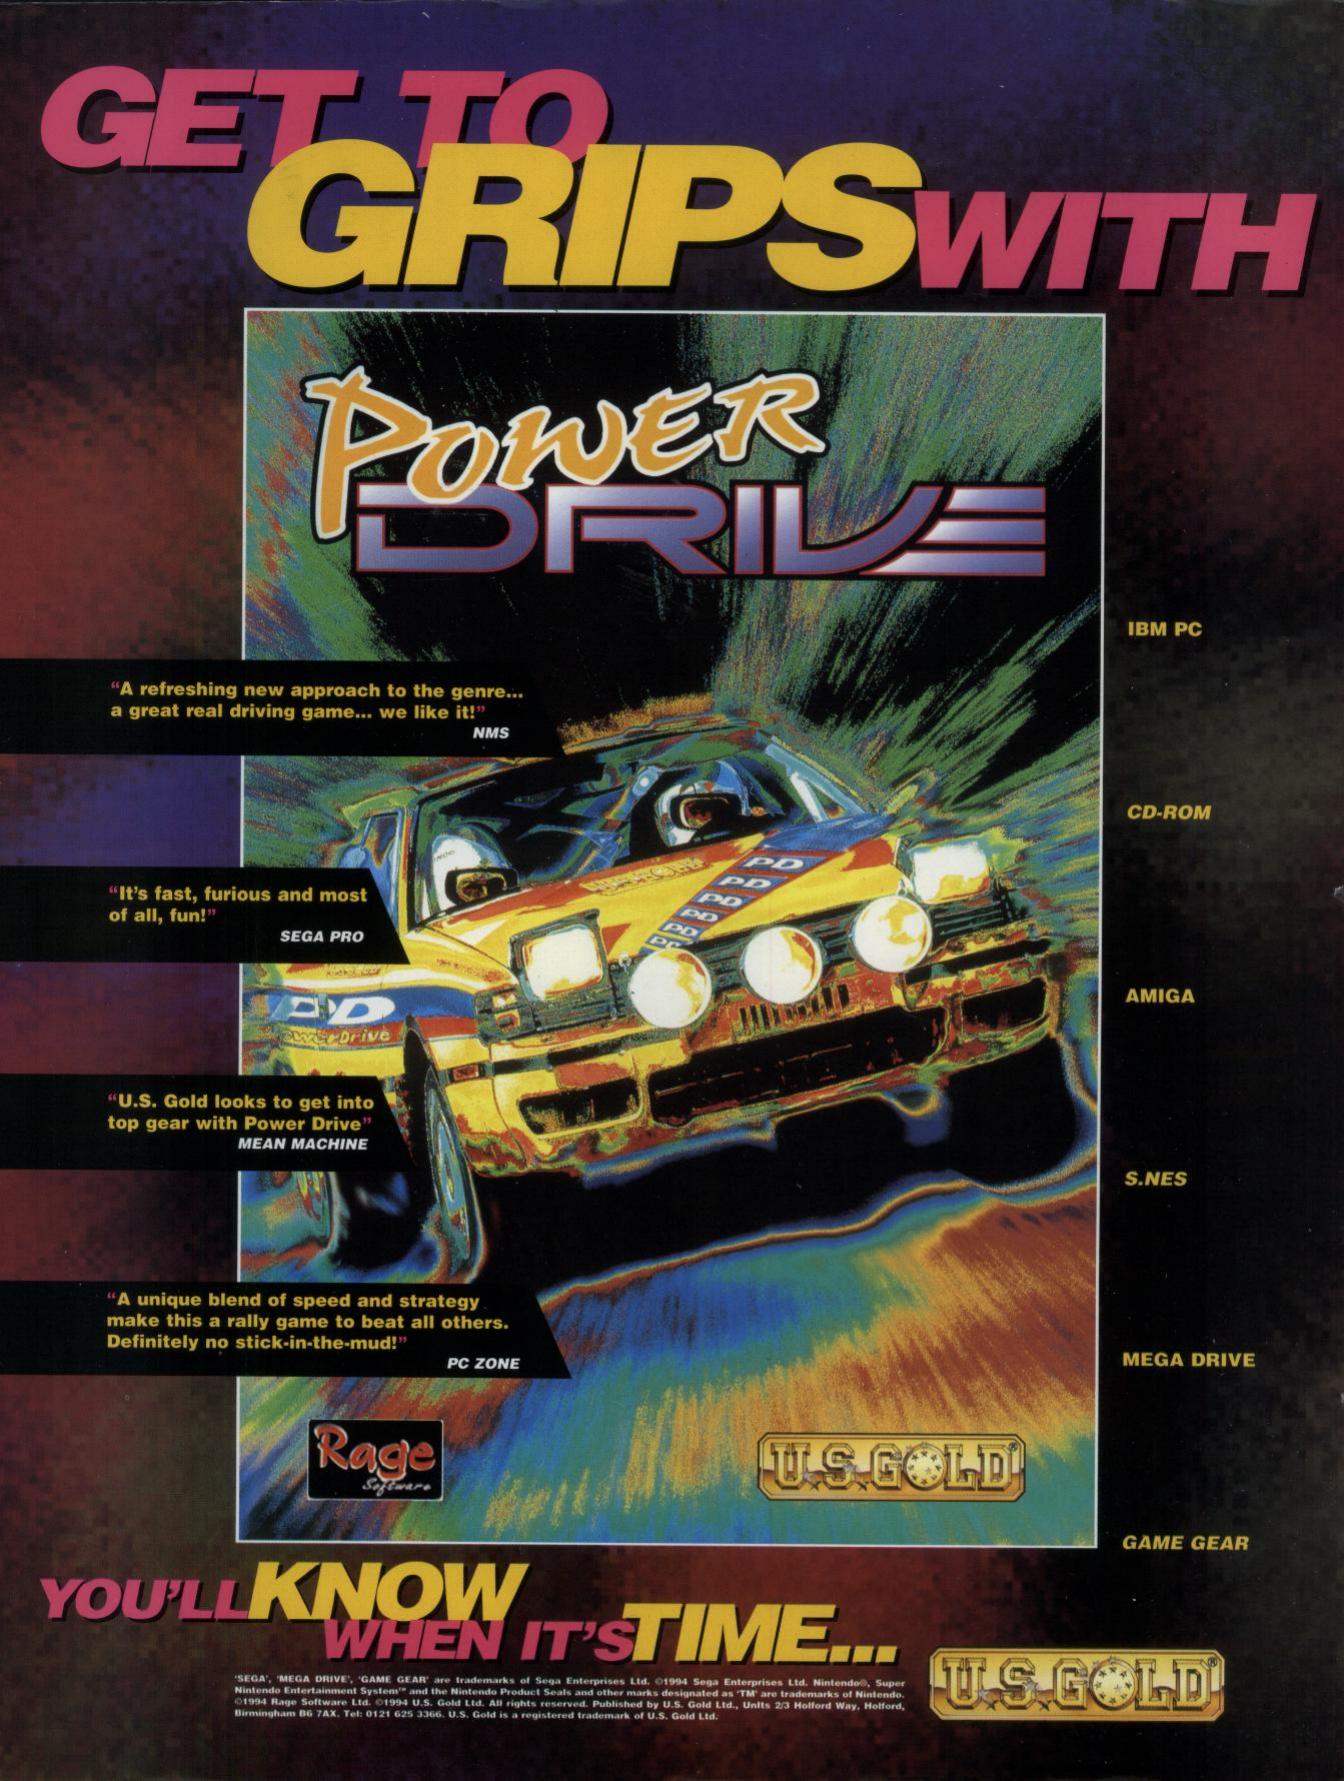 GET TO
GRIPS WITH
POWER
DRIVE
IBM PC
"A refreshing new approach to the genre...
a great real driving game... we like it!"
NMS
CD-ROM
PD
PD
PD
PD
PD
"It's fast, furious and most
of all, fun!"
SEGA PRO
PD
PowerDrive
AMIGA
"U.S. Gold looks to get into
top gear with Power Drive"
MEAN MACHINE
S.NES
"A unique blend of speed and strategy
make this a rally game to beat all others.
Definitely no stick-in-the-mud!"
PC ZONE
MEGA DRIVE
Rage
Software
U.S. GOLD®
GAME GEAR
YOU'LL KNOW
WHEN IT'S TIME...
'SEGA', 'MEGA DRIVE', 'GAME GEAR' are trademarks of Sega Enterprises Ltd. ©1994 Sega Enterprises Ltd. Nintendo®, Super
Nintendo Entertainment System™ and the Nintendo Product Seals and other marks designated as 'TM' are trademarks of Nintendo.
©1994 Rage Software Ltd. ©1994 U.S. Gold Ltd. All rights reserved. Published by U.S. Gold Ltd., Units 2/3 Holford Way, Holford,
Birmingham B6 7AX. Tel: 0121 625 3366. U.S. Gold is a registered trademark of U.S. Gold Ltd.
U.S. GOLD®